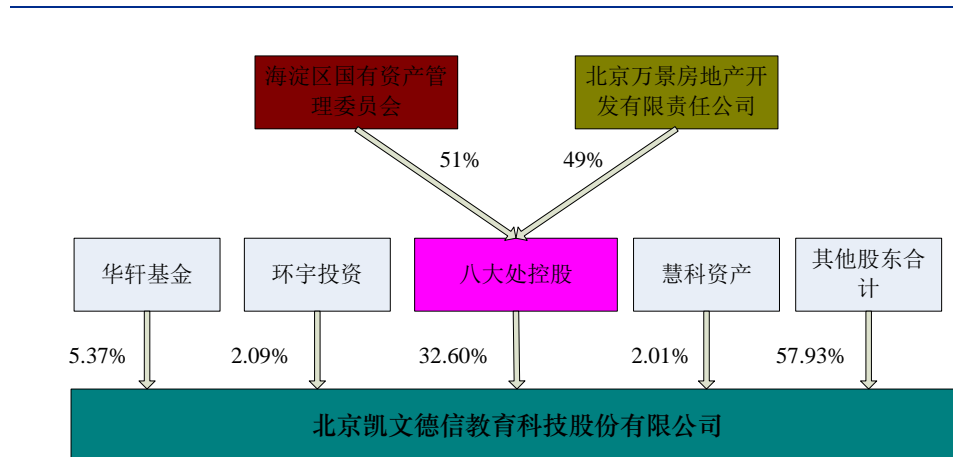 海淀区国有资产管
理委员会
北京万景房地产开
发有限责任公司
51%
49%
华轩基金
环宇投资
八大处控股
慧科资产
其他股东合
计
5.37%
2.09%
32.60%
2.01%
57.93%
北京凯文德信教育科技股份有限公司